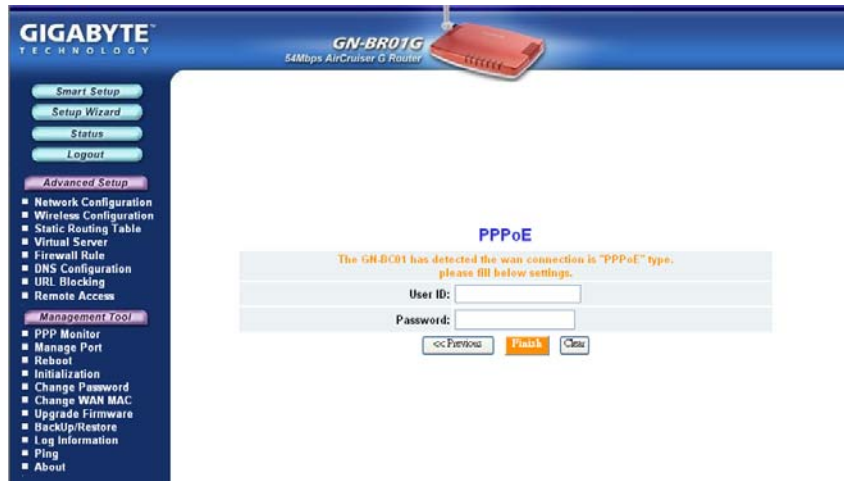 GIGABYTE™
TECHNOLOGY
GN-BR01G
54Mbps AirCruiser G Router
Smart Setup
Setup Wizard
Status
Logout
Advanced Setup
Network Configuration
Wireless Configuration
Static Routing Table
Virtual Server
Firewall Rule
DNS Configuration
URL Blocking
Remote Access
Management Tool
PPP Monitor
Manage Port
Reboot
Initialization
Change Password
Change WAN MAC
Upgrade Firmware
BackUp/Restore
Log Information
Ping
About
PPPoE
The GN-BC01 has detected the wan connection is "PPPoE" type.
please fill below settings.
User ID:
Password:
<< Previous Finish Clear